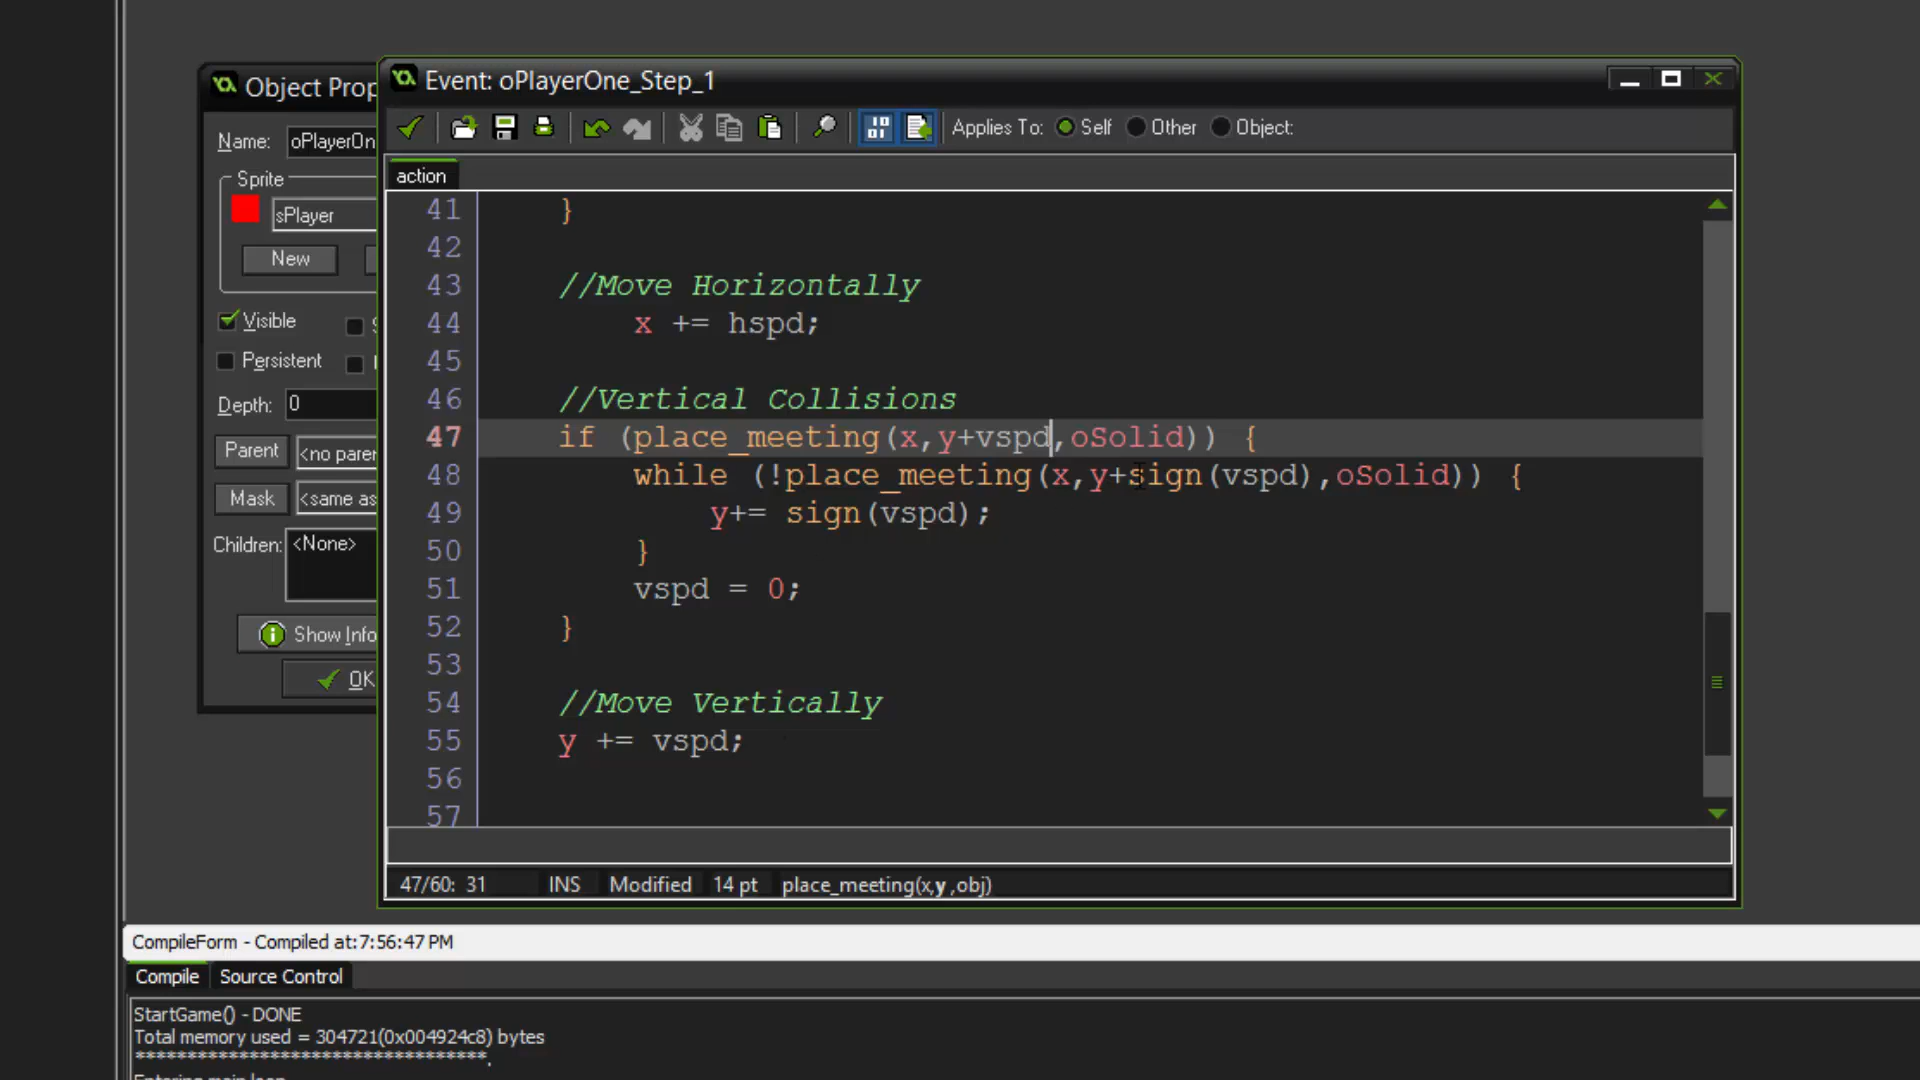 Object Prop
Name: oPlayerOn
Sprite
sPlayer
New
Visible
Persistent
Depth: 0
Parent <no paren
Mask <same as
Children: <None>
Show Info
OK
Event: oPlayerOne_Step_1
Applies To: Self Other Object:
action
41 }
42
43 //Move Horizontally
44 x += hspd;
45
46 //Vertical Collisions
47 if (place_meeting(x,y+vspd,oSolid)) {
48 while (!place_meeting(x,y+sign(vspd),oSolid)) {
49 y+= sign(vspd);
50 }
51 vspd = 0;
52 }
53
54 //Move Vertically
55 y += vspd;
56
57
47/60: 31 INS Modified 14 pt place_meeting(x,y ,obj)
CompileForm - Compiled at:7:56:47 PM
Compile Source Control
StartGame() - DONE
Total memory used = 304721(0x004924c8) bytes
***********************************.
Entering main loop.